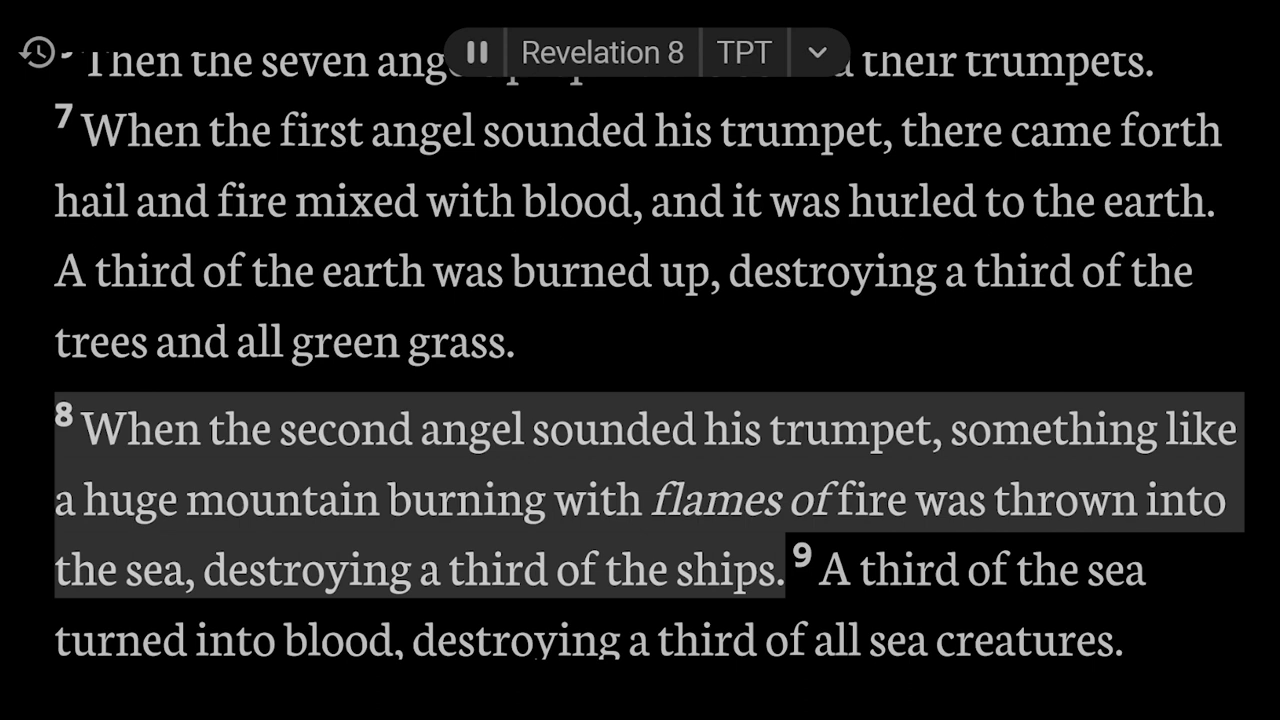 Revelation 8 TPT
Then the seven their trumpets.
7 When the first angel sounded his trumpet, there came forth
hail and fire mixed with blood, and it was hurled to the earth.
A third of the earth was burned up, destroying a third of the
trees and all green grass.
8 When the second angel sounded his trumpet, something like
a huge mountain burning with flames of fire was thrown into
the sea, destroying a third of the ships. 9 A third of the sea
turned into blood, destroying a third of all sea creatures.